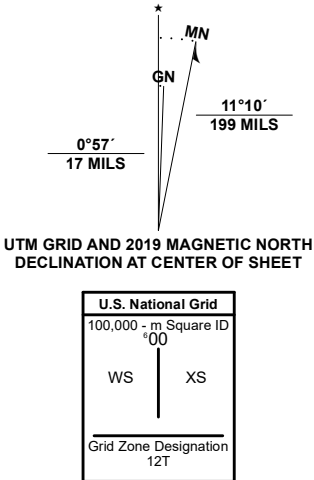 ★
MN
GN
11°10´
199 MILS
0°57´
17 MILS
UTM GRID AND 2019 MAGNETIC NORTH
DECLINATION AT CENTER OF SHEET
U.S. National Grid
100,000 - m Square ID
⁶00
WS XS
Grid Zone Designation
12T